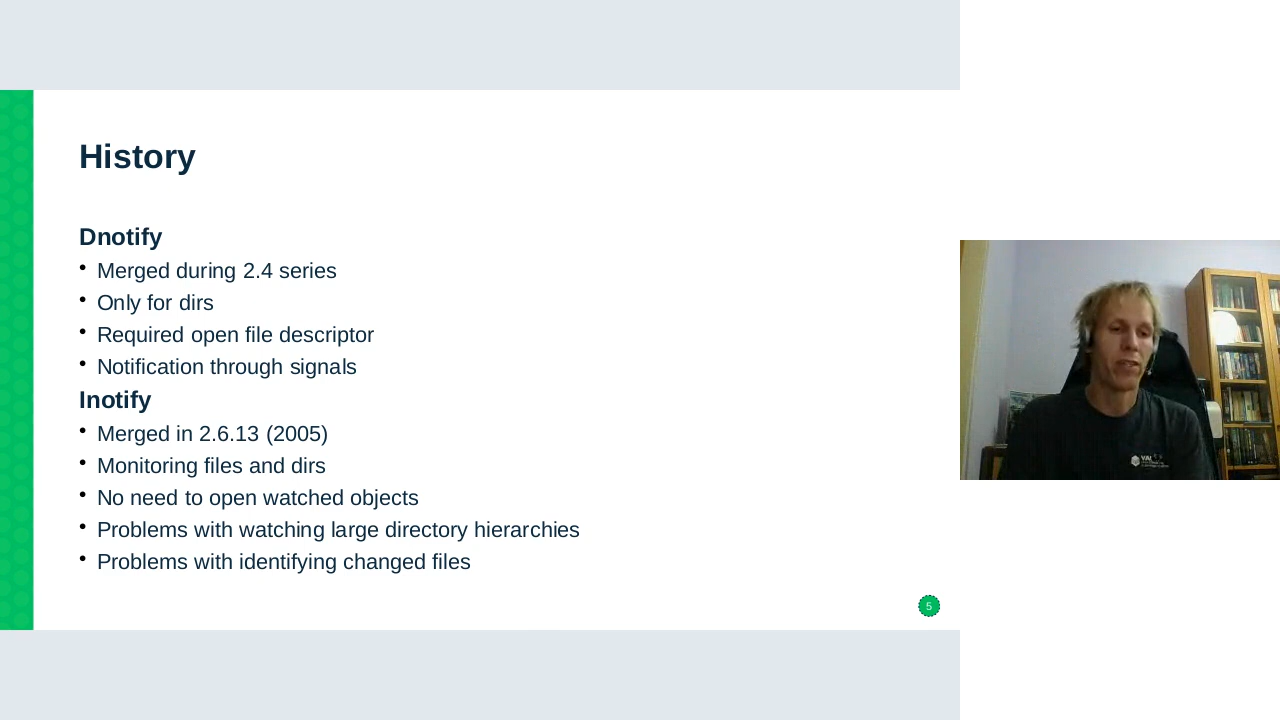 History
Dnotify
• Merged during 2.4 series
• Only for dirs
• Required open file descriptor
• Notification through signals
Inotify
• Merged in 2.6.13 (2005)
• Monitoring files and dirs
• No need to open watched objects
• Problems with watching large directory hierarchies
• Problems with identifying changed files
5